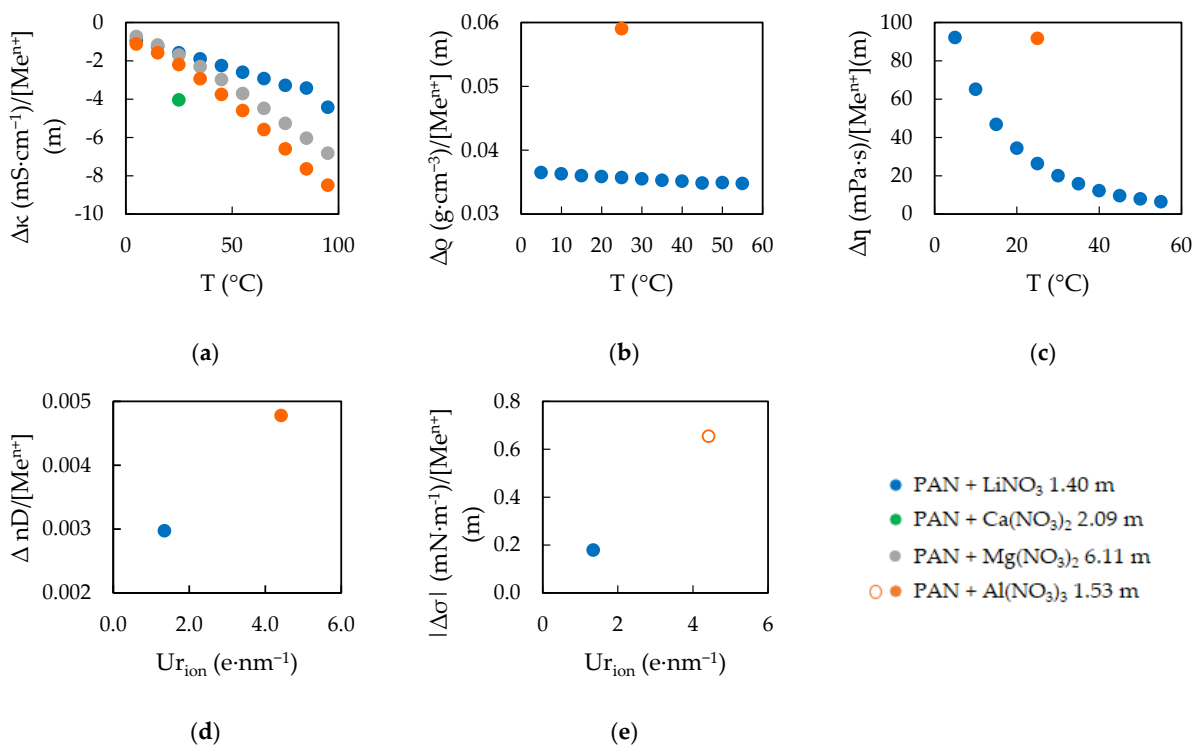 (a)
(b)
(c)
0
-2
-4
-6
-8
-10
0
50
100
Δκ (mS·cm⁻¹)/[Meⁿ⁺]
(m)
T (°C)
0.06
0.05
0.04
0.03
0 10 20 30 40 50 60
Δϱ (g·cm⁻³)/[Meⁿ⁺](m)
T (°C)
100
80
60
40
20
0
0 20 40 60
Δη (mPa·s)/[Meⁿ⁺](m)
T (°C)
(a)
(b)
(c)
0.005
0.004
0.003
0.002
0.0 2.0 4.0 6.0
Δ nD/[Meⁿ⁺]
Ur_ion (e·nm⁻¹)
0.8
0.6
0.4
0.2
0.0
0 2 4 6
|Δσ| (mN·m⁻¹)/[Meⁿ⁺]
(m)
Ur_ion (e·nm⁻¹)
PAN + LiNO₃ 1.40 m
PAN + Ca(NO₃)₂ 2.09 m
PAN + Mg(NO₃)₂ 6.11 m
PAN + Al(NO₃)₃ 1.53 m
(d)
(e)